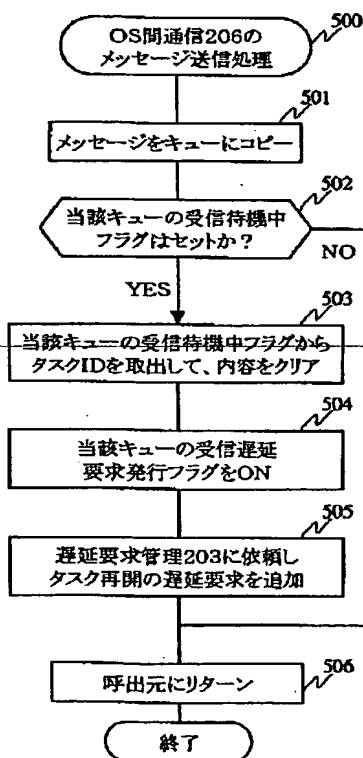 500
OS間通信206の
メッセージ送信処理
501
メッセージをキューにコピー
502
当該キューの受信待機中
フラグはセットか？
NO
YES
503
当該キューの受信待機中フラグから
タスクIDを取出して、内容をクリア
504
当該キューの受信遅延
要求発行フラグをON
505
遅延要求管理203に依頼し
タスク再開の遅延要求を追加
506
呼出元にリターン
終了